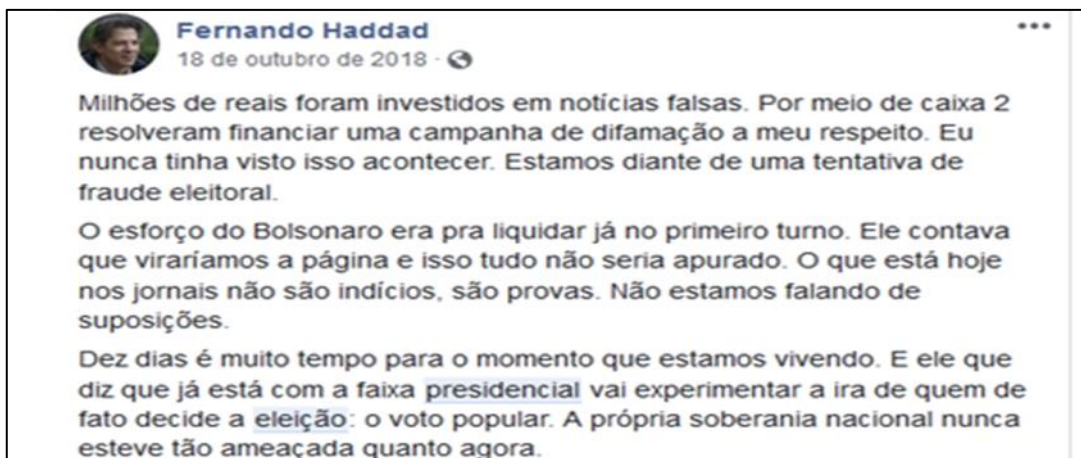 Fernando Haddad
18 de outubro de 2018 ·
Milhões de reais foram investidos em notícias falsas. Por meio de caixa 2
resolveram financiar uma campanha de difamação a meu respeito. Eu
nunca tinha visto isso acontecer. Estamos diante de uma tentativa de
fraude eleitoral.
O esforço do Bolsonaro era pra liquidar já no primeiro turno. Ele contava
que viraríamos a página e isso tudo não seria apurado. O que está hoje
nos jornais não são indícios, são provas. Não estamos falando de
suposições.
Dez dias é muito tempo para o momento que estamos vivendo. E ele que
diz que já está com a faixa presidencial vai experimentar a ira de quem de
fato decide a eleição: o voto popular. A própria soberania nacional nunca
esteve tão ameaçada quanto agora.